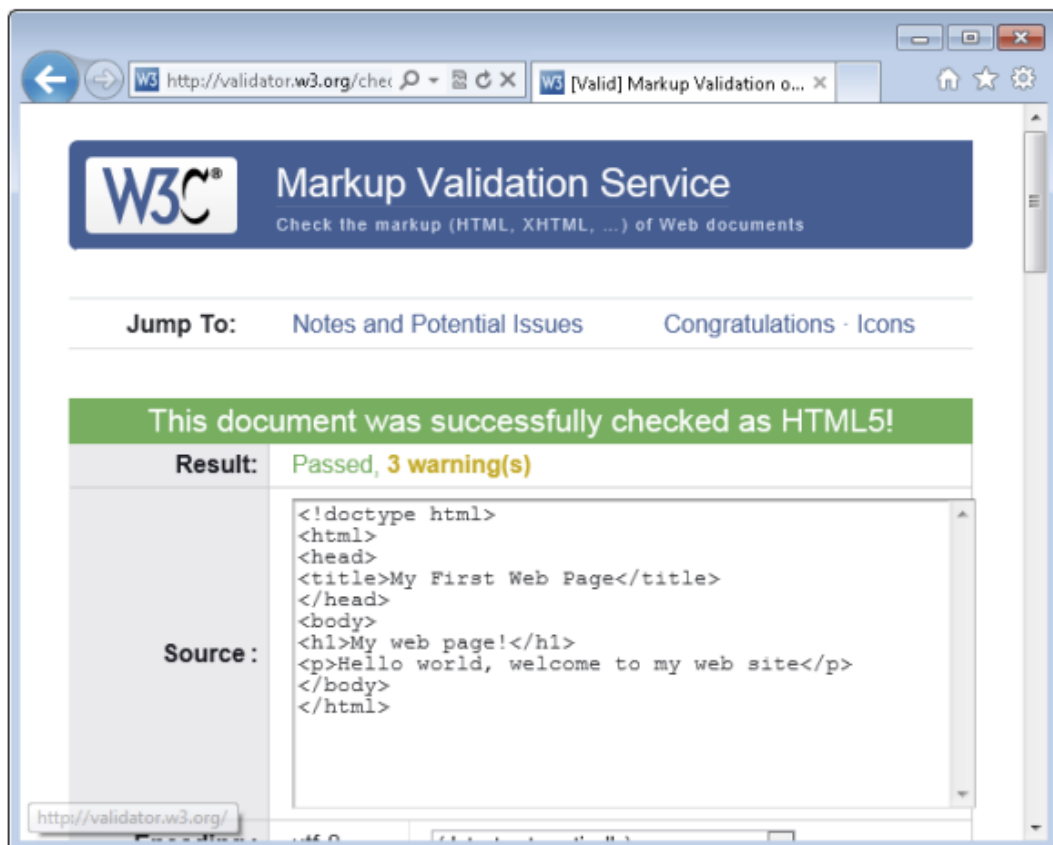 http://validator.w3.org/chec
[Valid] Markup Validation o...
W3C®
Markup Validation Service
Check the markup (HTML, XHTML, ...) of Web documents
Jump To: Notes and Potential Issues Congratulations · Icons
This document was successfully checked as HTML5!
Result: Passed, 3 warning(s)
Source :
<!doctype html>
<html>
<head>
<title>My First Web Page</title>
</head>
<body>
<h1>My web page!</h1>
<p>Hello world, welcome to my web site</p>
</body>
</html>
http://validator.w3.org/